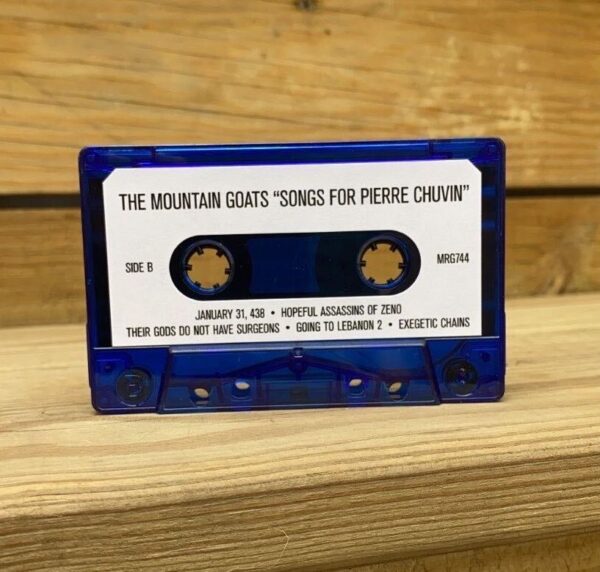 THE MOUNTAIN GOATS "SONGS FOR PIERRE CHUVIN"
SIDE B
MRG744
JANUARY 31, 438 • HOPEFUL ASSASSINS OF ZENO
THEIR GODS DO NOT HAVE SURGEONS • GOING TO LEBANON 2 • EXEGETIC CHAINS